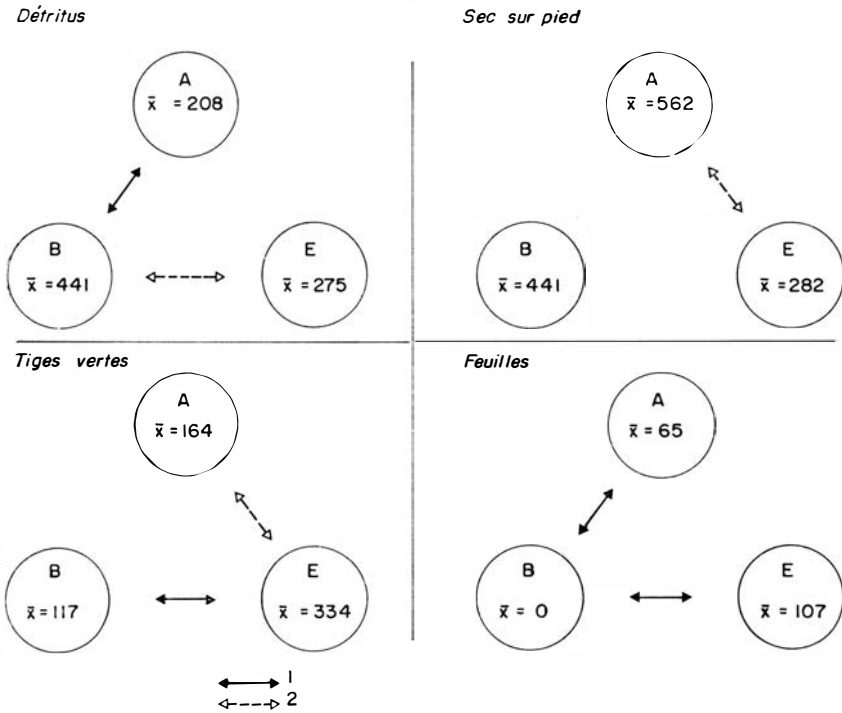 Détritus
A
x̄ = 208
B
x̄ = 441
E
x̄ = 275
Sec sur pied
A
x̄ = 562
B
x̄ = 441
E
x̄ = 282
Tiges vertes
A
x̄ = 164
B
x̄ = 117
E
x̄ = 334
Feuilles
A
x̄ = 65
B
x̄ = 0
E
x̄ = 107
1
2